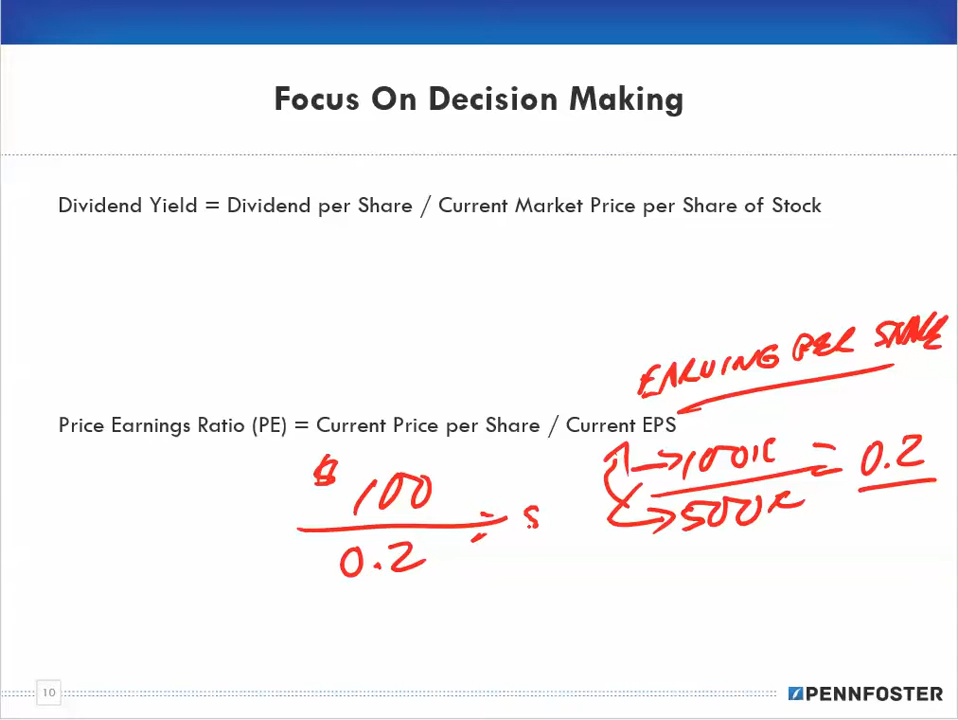 Focus On Decision Making
Dividend Yield = Dividend per Share / Current Market Price per Share of Stock
EARNING PER SHARE
Price Earnings Ratio (PE) = Current Price per Share / Current EPS
→100K = 0.2
→500K
$ 100
0.2
= 5
10
PENNFOSTER